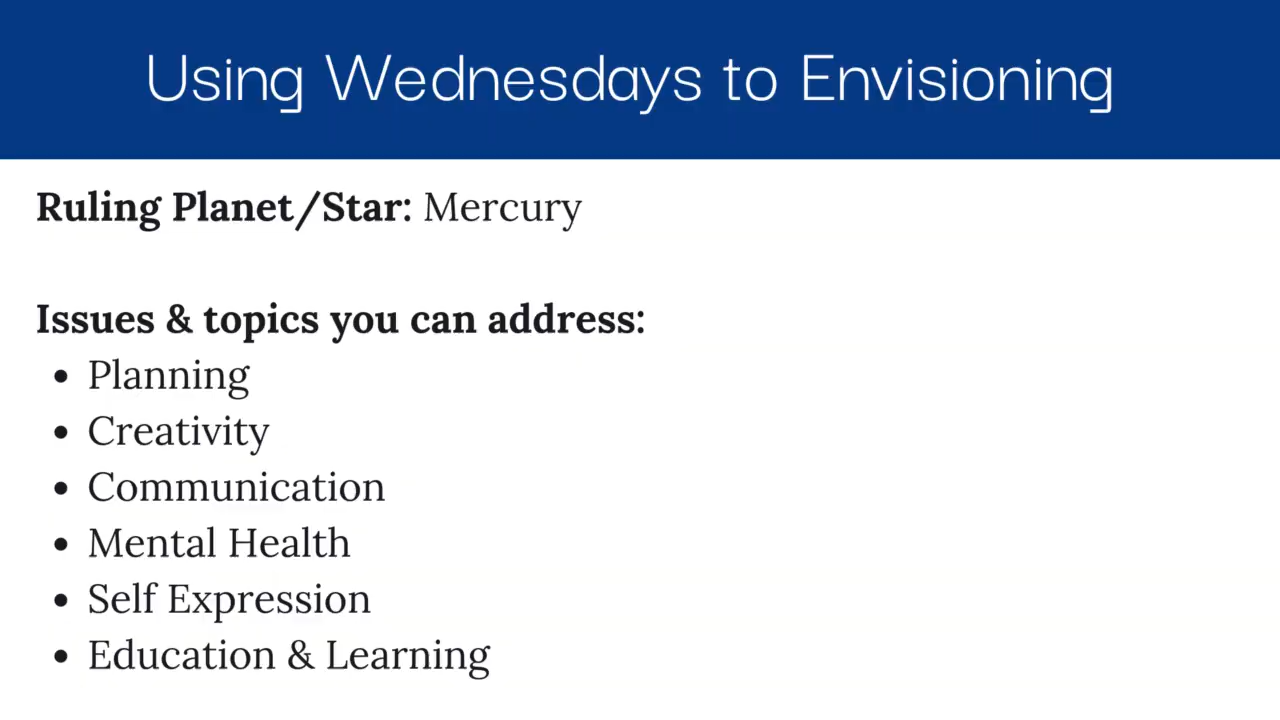 Using Wednesdays to Envisioning
Ruling Planet/Star: Mercury
Issues & topics you can address:
• Planning
• Creativity
• Communication
• Mental Health
• Self Expression
• Education & Learning